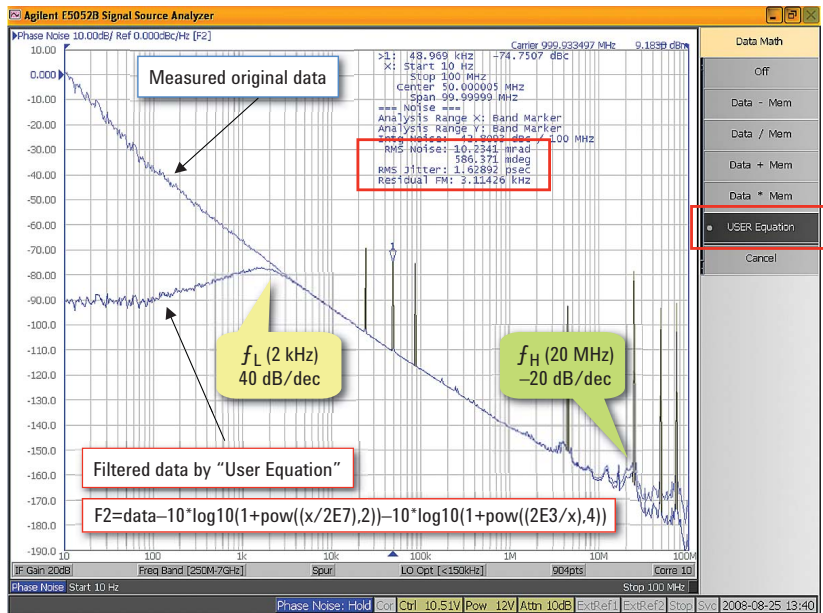 Agilent E5052B Signal Source Analyzer
▶Phase Noise 10.00dB/ Ref 0.000dBc/Hz [F2]
Data Math
Carrier 999.933497 MHz 9.1839 dBm
10.00
0.000
-10.00
-20.00
-30.00
-40.00
-50.00
-60.00
-70.00
-80.00
-90.00
-100.0
-110.0
-120.0
-130.0
-140.0
-150.0
-160.0
-170.0
-180.0
-190.0
>1: 48.969 kHz -74.7507 dBc
X: Start 10 Hz
Stop 100 MHz
Center 50.000005 MHz
Span 99.99999 MHz
=== Noise ===
Analysis Range X: Band Marker
Analysis Range Y: Band Marker
Intg Noise: dBc / 100 MHz
RMS Noise: 10.2341 mrad
586.371 mdeg
RMS Jitter: 1.62892 psec
Residual FM: 3.11426 kHz
Measured original data
1
ƒL (2 kHz)
40 dB/dec
ƒH (20 MHz)
–20 dB/dec
Filtered data by “User Equation”
F2=data–10*log10(1+pow((x/2E7),2))–10*log10(1+pow((2E3/x),4))
Off
Data - Mem
Data / Mem
Data + Mem
Data * Mem
USER Equation
Cancel
10 100 1k 10k 100k 1M 10M 100M
IF Gain 20dB Freq Band [250M-7GHz] Spur LO Opt [<150kHz] 904pts Corre 10
Phase Noise Start 10 Hz Stop 100 MHz
Phase Noise: Hold Cor Ctrl 10.51V Pow 12V Attn 10dB ExtRef1 ExtRef2 Stop Svc 2008-08-25 13:40